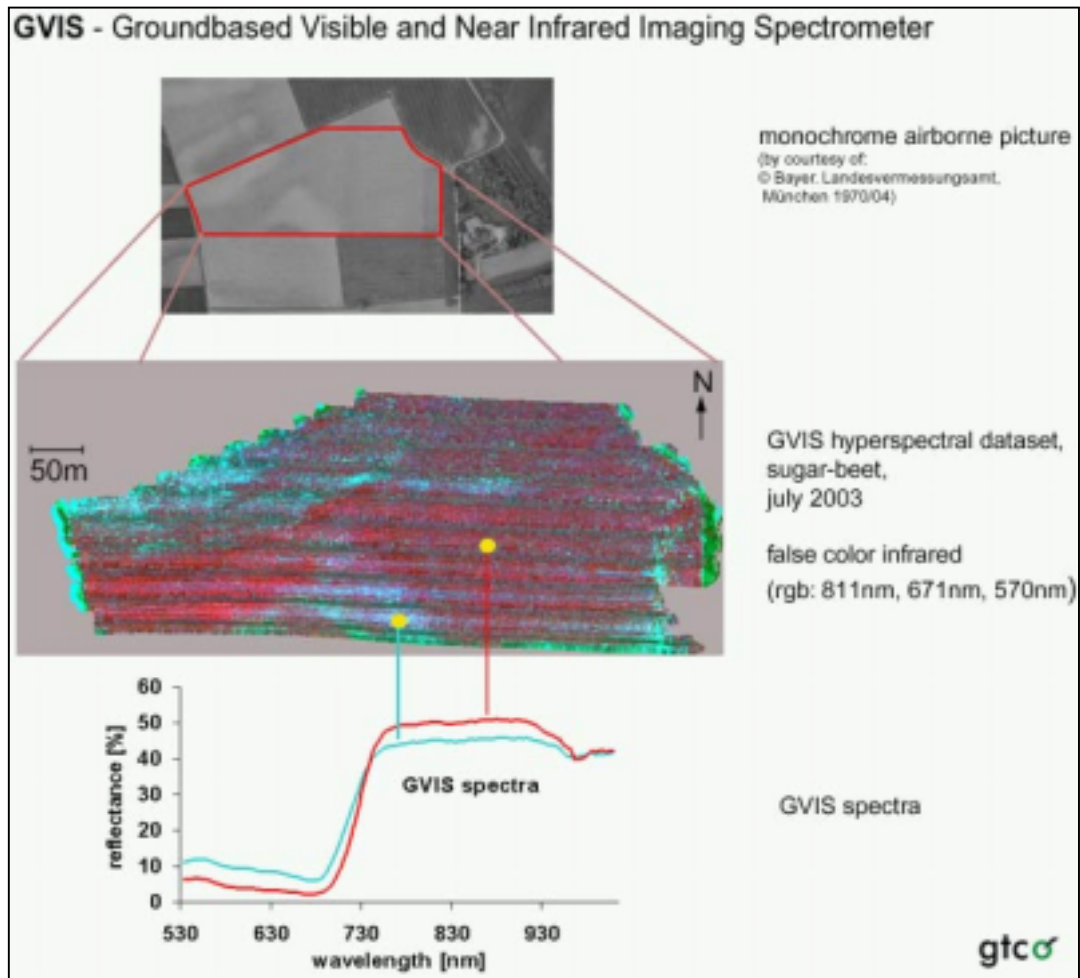 GVIS - Groundbased Visible and Near Infrared Imaging Spectrometer
monochrome airborne picture
(by courtesy of:
© Bayer. Landesvermessungsamt,
München 1970/04)
N
50m
GVIS hyperspectral dataset,
sugar-beet,
july 2003
false color infrared
(rgb: 811nm, 671nm, 570nm)
60
50
40
30
20
10
0
reflectance [%]
GVIS spectra
530 630 730 830 930
wavelength [nm]
GVIS spectra
gtco